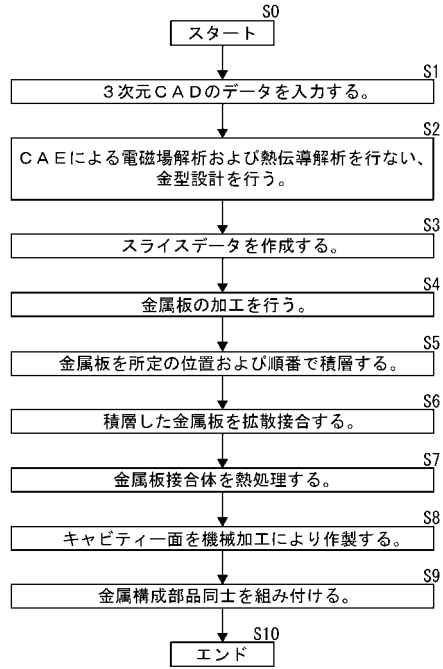 S0
スタート
S1
3次元CADのデータを入力する。
S2
CAEによる電磁場解析および熱伝導解析を行ない、
金型設計を行う。
S3
スライスデータを作成する。
S4
金属板の加工を行う。
S5
金属板を所定の位置および順番で積層する。
S6
積層した金属板を拡散接合する。
S7
金属板接合体を熱処理する。
S8
キャビティー面を機械加工により作製する。
S9
金属構成部品同士を組み付ける。
S10
エンド